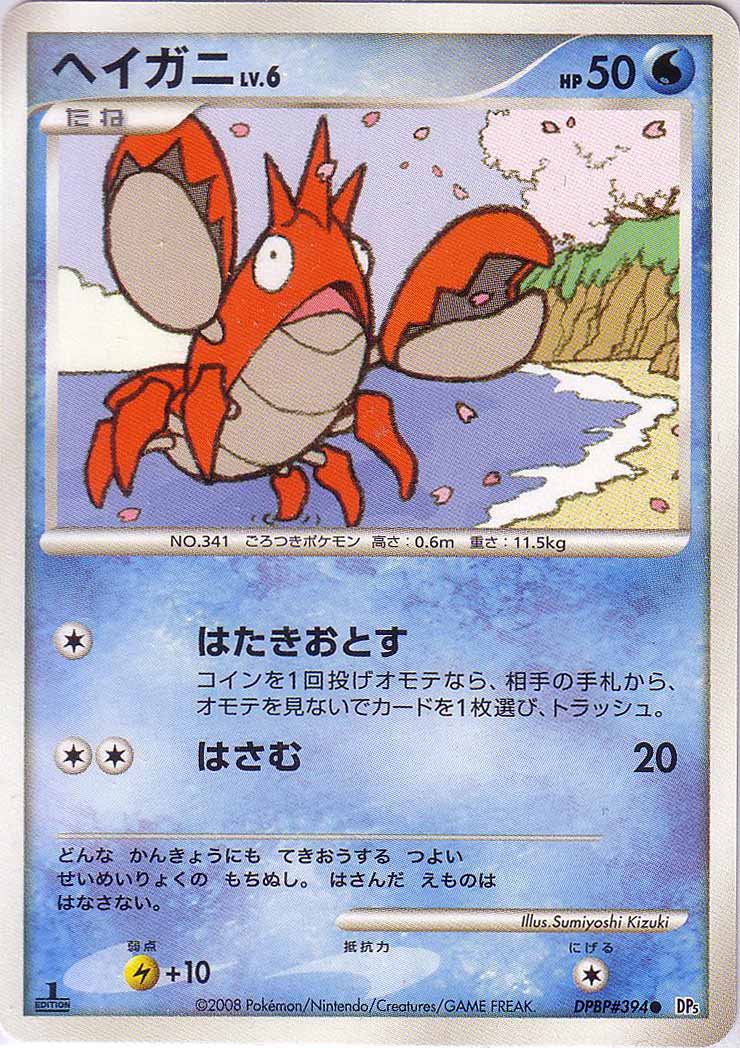 ヘイガニ LV.6 HP 50
たね
NO.341 ごろつきポケモン 高さ:0.6m 重さ:11.5kg
はたきおとす
コインを1回投げオモテなら、相手の手札から、
オモテを見ないでカードを1枚選び、トラッシュ。
はさむ 20
どんな かんきょうにも てきおうする つよい
せいめいりょくの もちぬし。 はさんだ えものは
はなさない。
Illus.Sumiyoshi Kizuki
弱点 抵抗力 にげる
+10
1 EDITION
©2008 Pokémon/Nintendo/Creatures/GAME FREAK.
DPBP#394 DP5